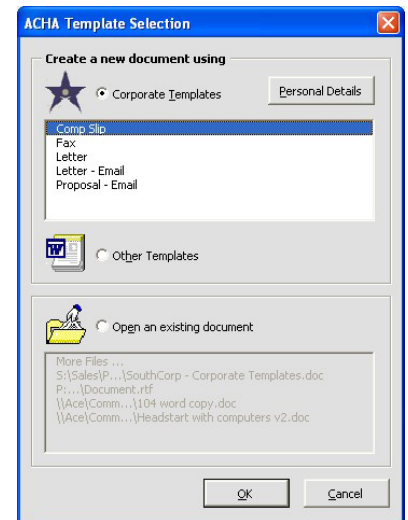 ACHA Template Selection
Create a new document using
Corporate Templates
Personal Details
Comp Slip
Fax
Letter
Letter - Email
Proposal - Email
Other Templates
Open an existing document
More Files ...
S:\Sales\P...\SouthCorp - Corporate Templates.doc
P:...\Document.rtf
\\Ace\Comm...\104 word copy.doc
\\Ace\Comm...\Headstart with computers v2.doc
OK
Cancel